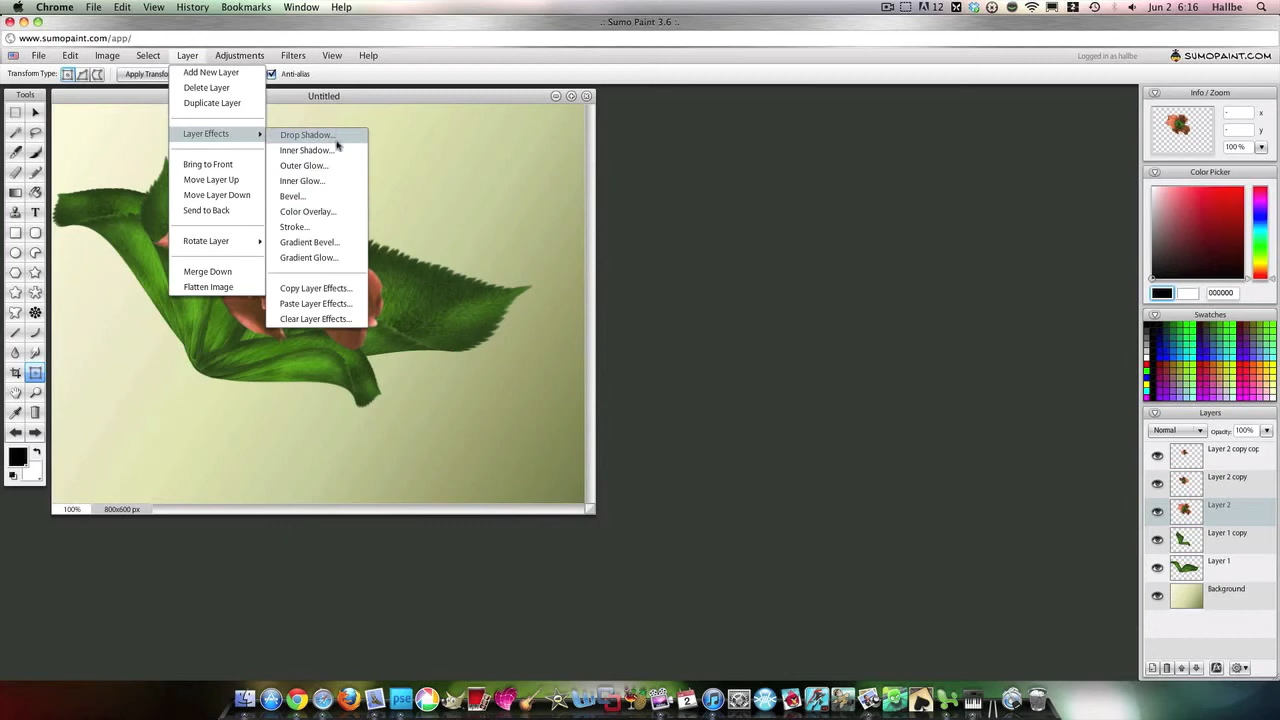 Chrome File Edit View History Bookmarks Window Help 12 2 Jun 2 6:16 Hallbe
.: Sumo Paint 3.6 :.
www.sumopaint.com/app/
File Edit Image Select Layer Adjustments Filters View Help Logged in as hallbe SUMOPAINT.COM
Transform Type: Apply Transfo Anti-alias
Tools
Add New Layer
Delete Layer
Duplicate Layer
Layer Effects
Bring to Front
Move Layer Up
Move Layer Down
Send to Back
Rotate Layer
Merge Down
Flatten Image
Drop Shadow...
Inner Shadow...
Outer Glow...
Inner Glow...
Bevel...
Color Overlay...
Stroke...
Gradient Bevel...
Gradient Glow...
Copy Layer Effects...
Paste Layer Effects...
Clear Layer Effects...
Untitled
100% 800x600 px
T
Info / Zoom
- x
- y
100 %
Color Picker
000000
Swatches
Layers
Normal Opacity: 100%
Layer 2 copy cop
Layer 2 copy
Layer 2
Layer 1 copy
Layer 1
Background
pse
2